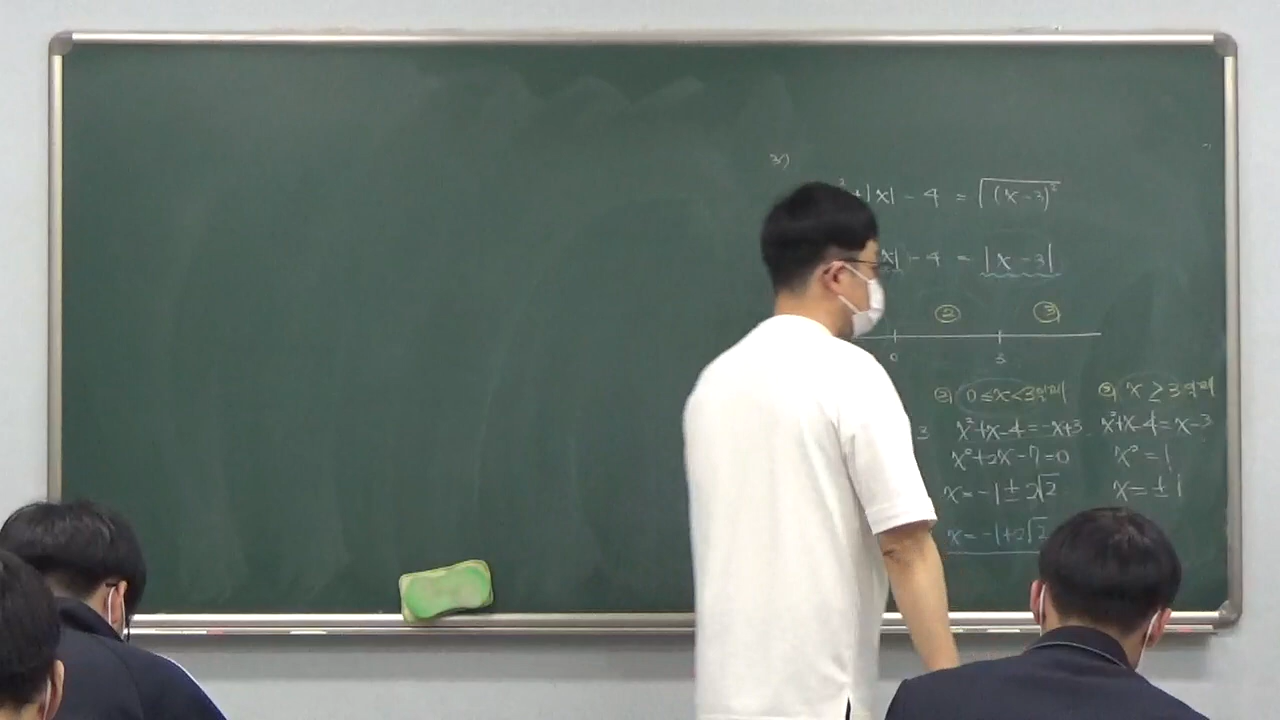 3)
²+|x| - 4 = √(x-3)²
x| - 4 = |x-3|
② ③
0 3
② 0≤x<3일때 ③ x≥3일때
3 x²+x-4=-x+3 x²+x-4=x-3
x²+2x-7=0 x²=1
x=-1±2√2 x=±1
x=-1+2√2